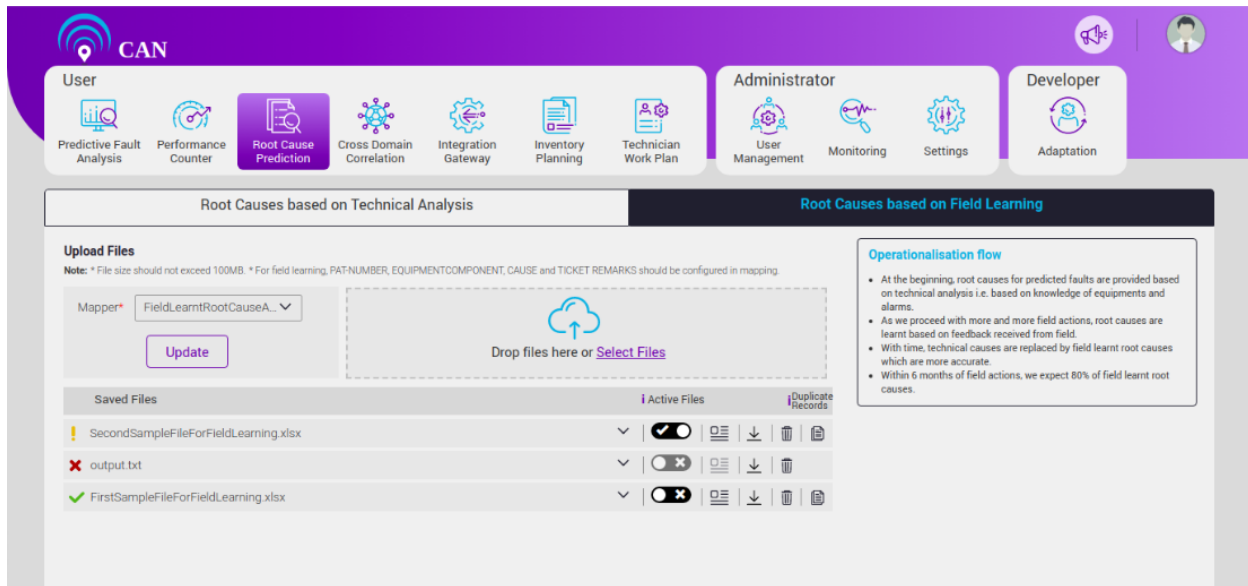 CAN
User
Administrator
Developer
Predictive Fault
Analysis
Performance
Counter
Root Cause
Prediction
Cross Domain
Correlation
Integration
Gateway
Inventory
Planning
Technician
Work Plan
User
Management
Monitoring
Settings
Adaptation
Root Causes based on Technical Analysis
Root Causes based on Field Learning
Upload Files
Note: * File size should not exceed 100MB. * For field learning, PAT-NUMBER, EQUIPMENTCOMPONENT, CAUSE and TICKET REMARKS should be configured in mapping.
Mapper*
FieldLearntRootCauseA...
Update
Drop files here or Select Files
Saved Files
i Active Files
i Duplicate
Records
SecondSampleFileForFieldLearning.xlsx
output.txt
FirstSampleFileForFieldLearning.xlsx
Operationalisation flow
• At the beginning, root causes for predicted faults are provided based
on technical analysis i.e. based on knowledge of equipments and
alarms.
• As we proceed with more and more field actions, root causes are
learnt based on feedback received from field.
• With time, technical causes are replaced by field learnt root causes
which are more accurate.
• Within 6 months of field actions, we expect 80% of field learnt root
causes.